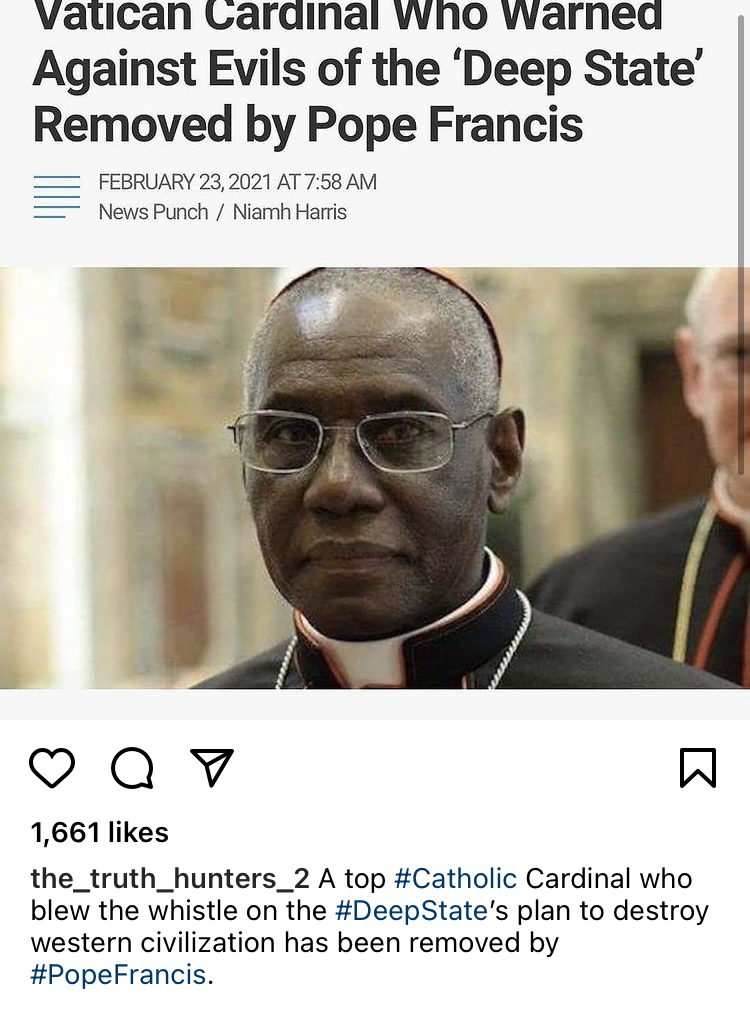 Vatican Cardinal Who Warned
Against Evils of the ‘Deep State’
Removed by Pope Francis
FEBRUARY 23, 2021 AT 7:58 AM
News Punch / Niamh Harris
1,661 likes
the_truth_hunters_2 A top #Catholic Cardinal who
blew the whistle on the #DeepState’s plan to destroy
western civilization has been removed by
#PopeFrancis.